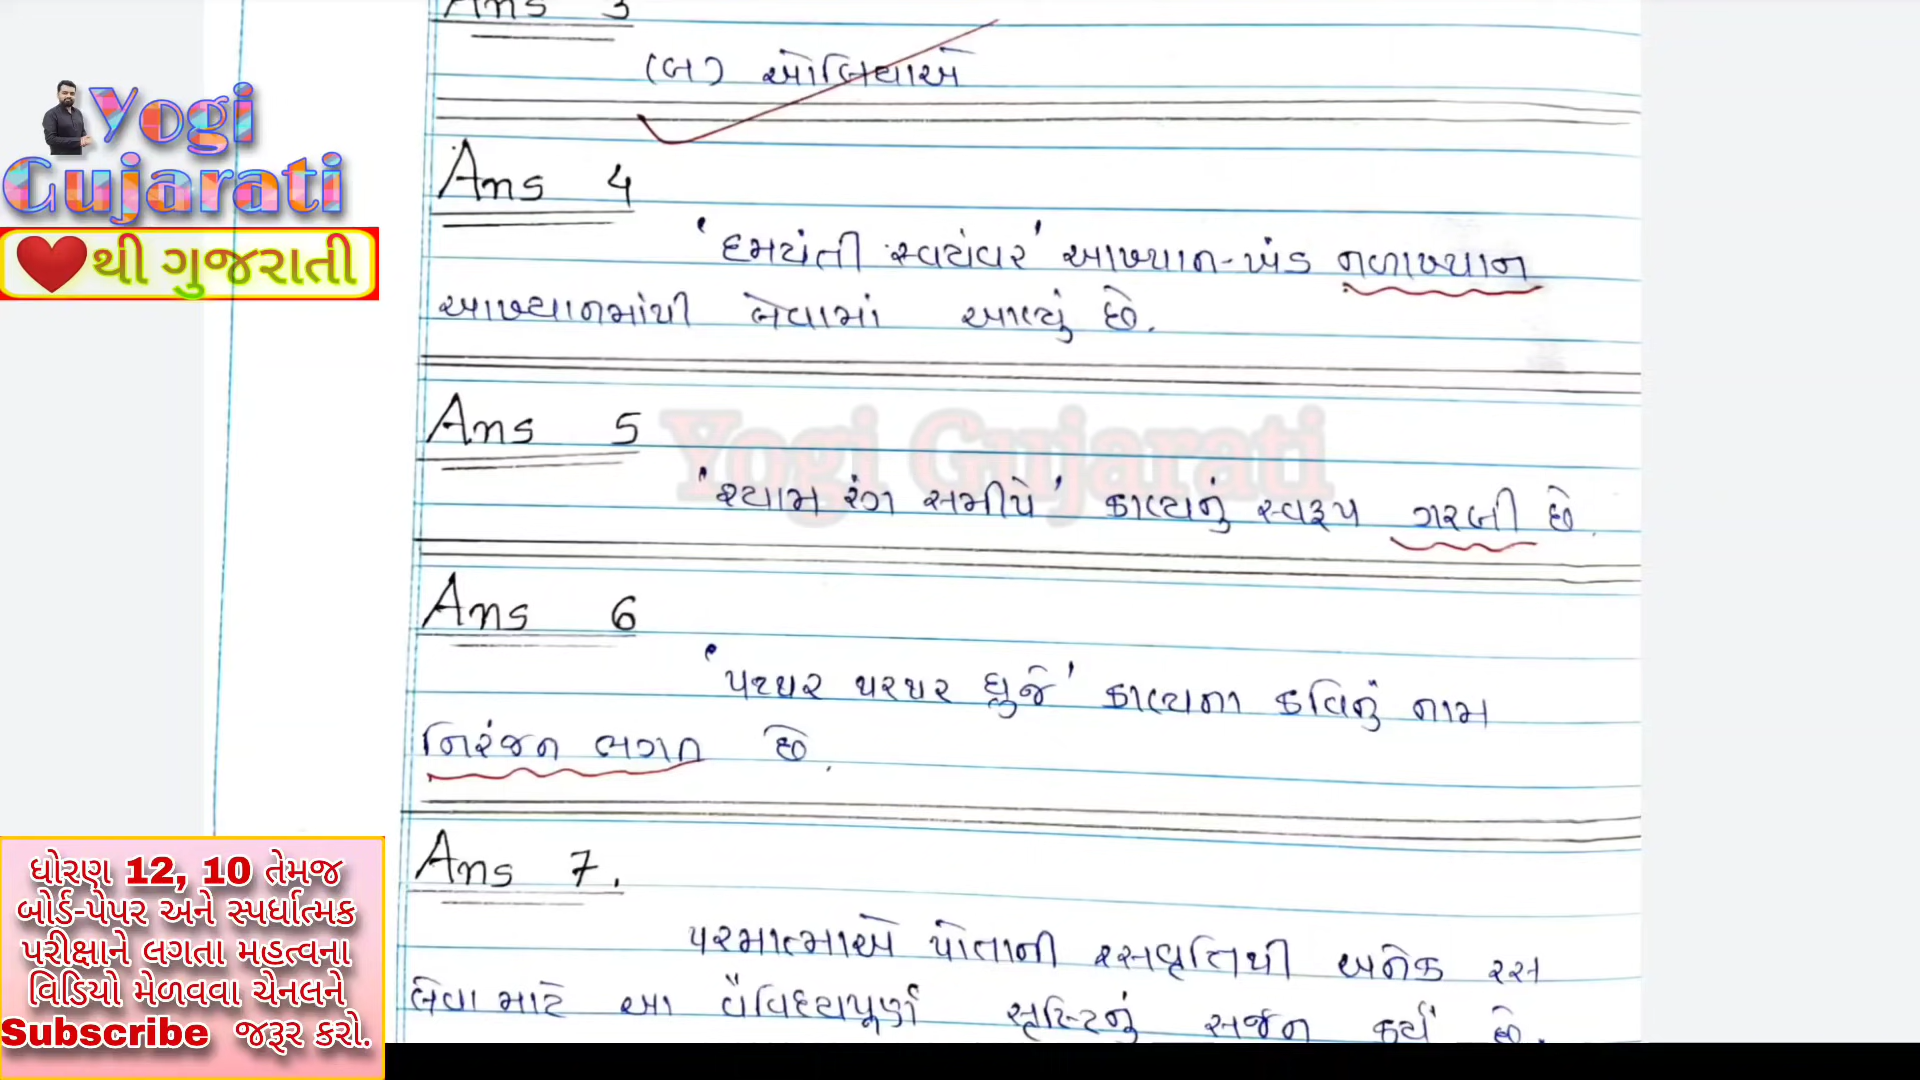 Ans 3
(બ) ઓલિયાએ
Ans 4
'દમયંતી સ્વયંવર' આખ્યાન-ખંડ નળાખ્યાન
આખ્યાનમાંથી લેવામાં આવ્યું છે.
Ans 5
'શ્યામ રંગ સમીપે' કાવ્યનું સ્વરૂપ ગરબી છે.
Ans 6
'પથ્થર થરથર ધ્રુજે' કાવ્યના કવિનું નામ
નિરંજન ભગત છે.
Ans 7.
પરમાત્માએ પોતાની રસવૃત્તિથી અનેક રસ
લેવા માટે આ વૈવિધ્યપૂર્ણ સૃષ્ટિનું સર્જન કર્યું છે.
Yogi
Gujarati
થી ગુજરાતી
Yogi Gujarati
ધોરણ 12, 10 તેમજ
બોર્ડ-પેપર અને સ્પર્ધાત્મક
પરીક્ષાને લગતા મહત્વના
વિડિયો મેળવવા ચેનલને
Subscribe જરૂર કરો.